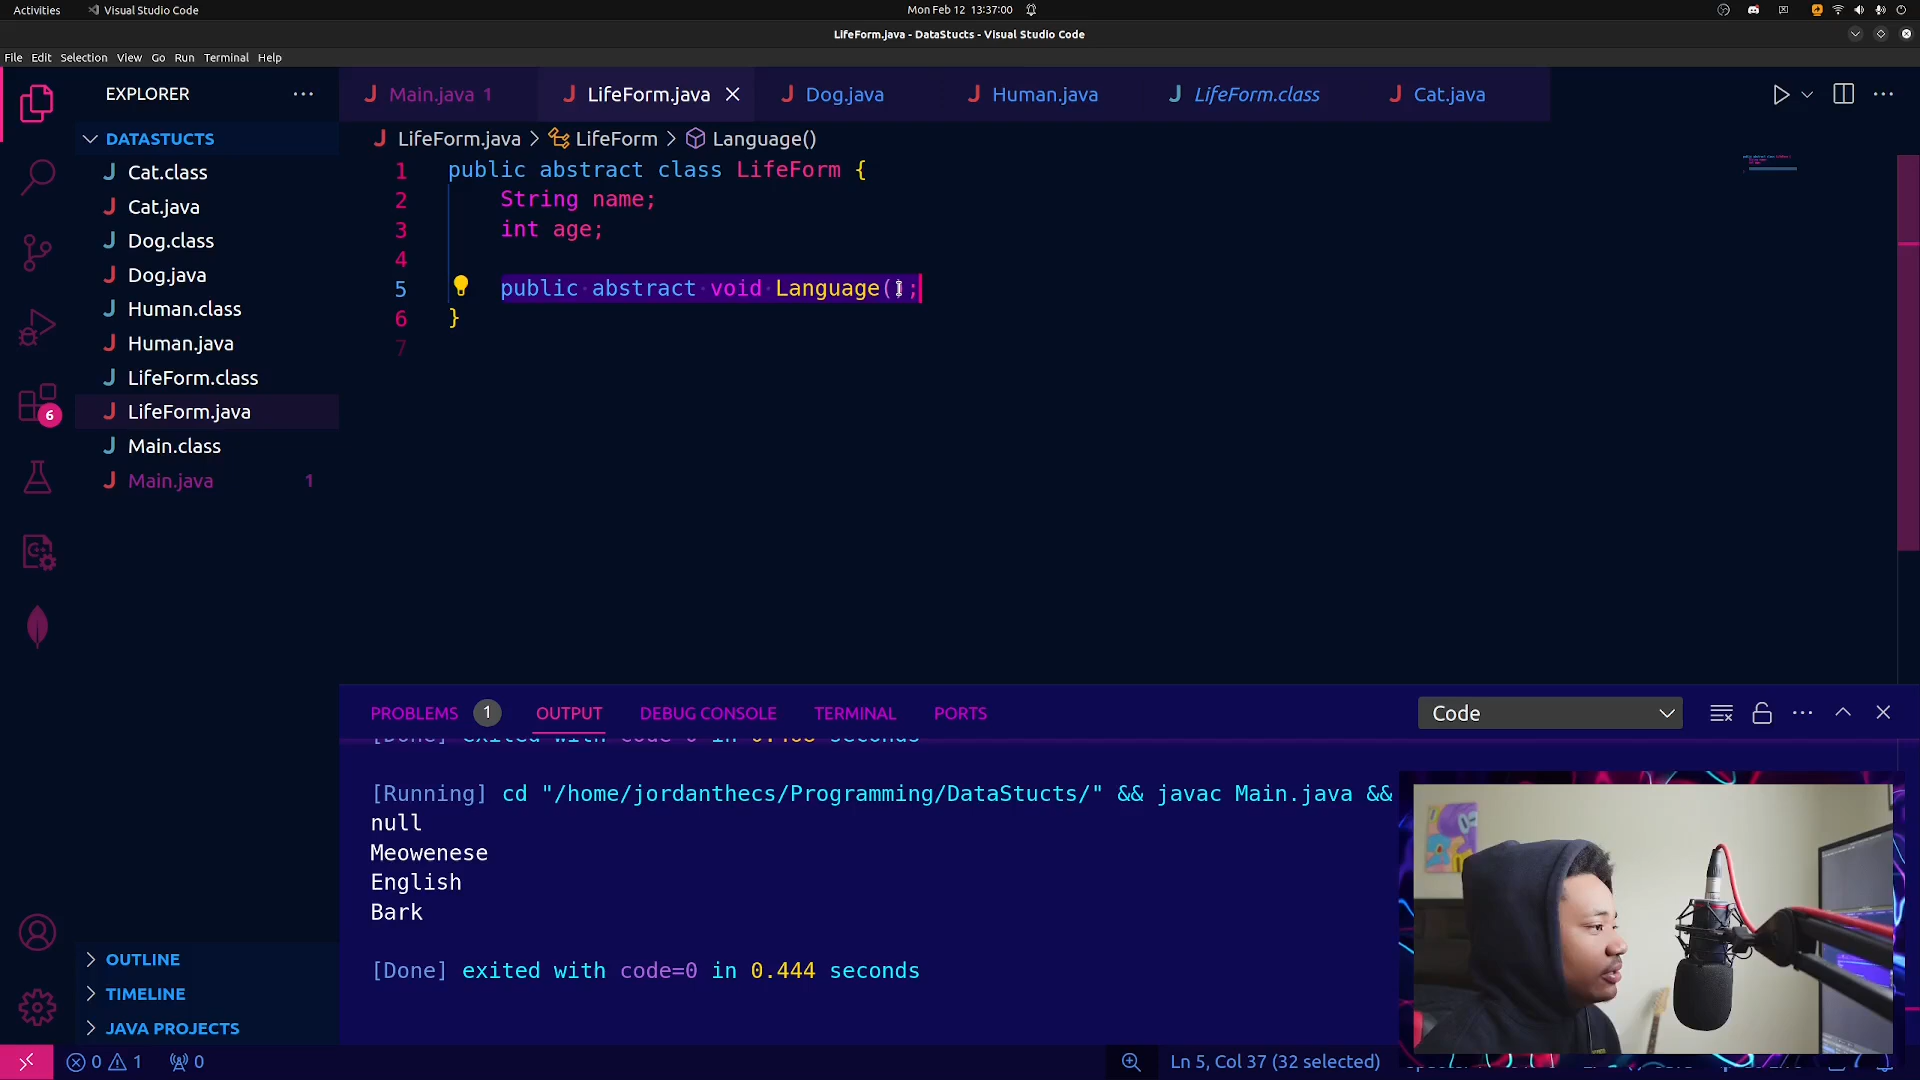 Activities
Visual Studio Code
Mon Feb 12 13:37:00
LifeForm.java - DataStucts - Visual Studio Code
File Edit Selection View Go Run Terminal Help
EXPLORER
Main.java 1
LifeForm.java
Dog.java
Human.java
LifeForm.class
Cat.java
DATASTUCTS
LifeForm.java > LifeForm > Language()
Cat.class
Cat.java
Dog.class
Dog.java
Human.class
Human.java
LifeForm.class
LifeForm.java
Main.class
Main.java 1
6
1 public abstract class LifeForm {
2 String name;
3 int age;
4
5 public abstract void Language();
6 }
7
PROBLEMS 1 OUTPUT DEBUG CONSOLE TERMINAL PORTS
Code
[Done] exited with code=0 in seconds
[Running] cd "/home/jordanthecs/Programming/DataStucts/" && javac Main.java &&
null
Meowenese
English
Bark
[Done] exited with code=0 in 0.444 seconds
OUTLINE
TIMELINE
JAVA PROJECTS
0 1 0
Ln 5, Col 37 (32 selected)